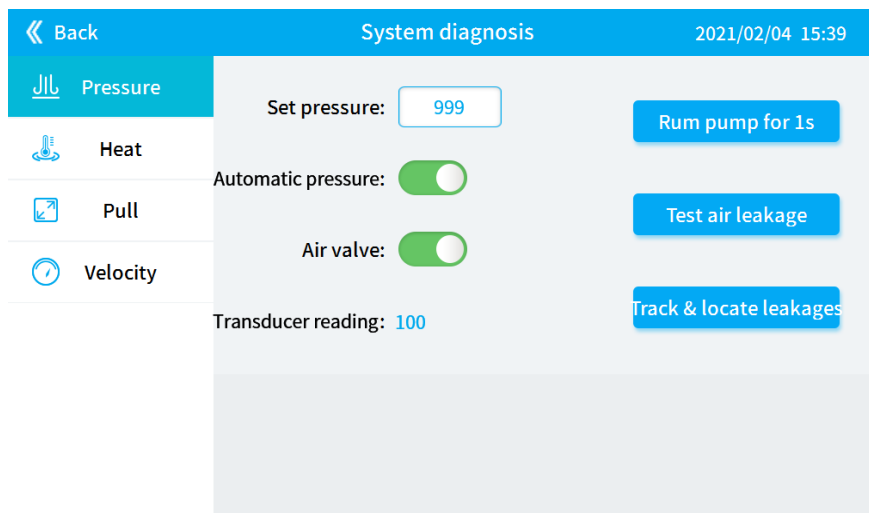 Back
System diagnosis
2021/02/04 15:39
Pressure
Heat
Pull
Velocity
Set pressure: 999
Automatic pressure:
Air valve:
Transducer reading: 100
Rum pump for 1s
Test air leakage
Track & locate leakages